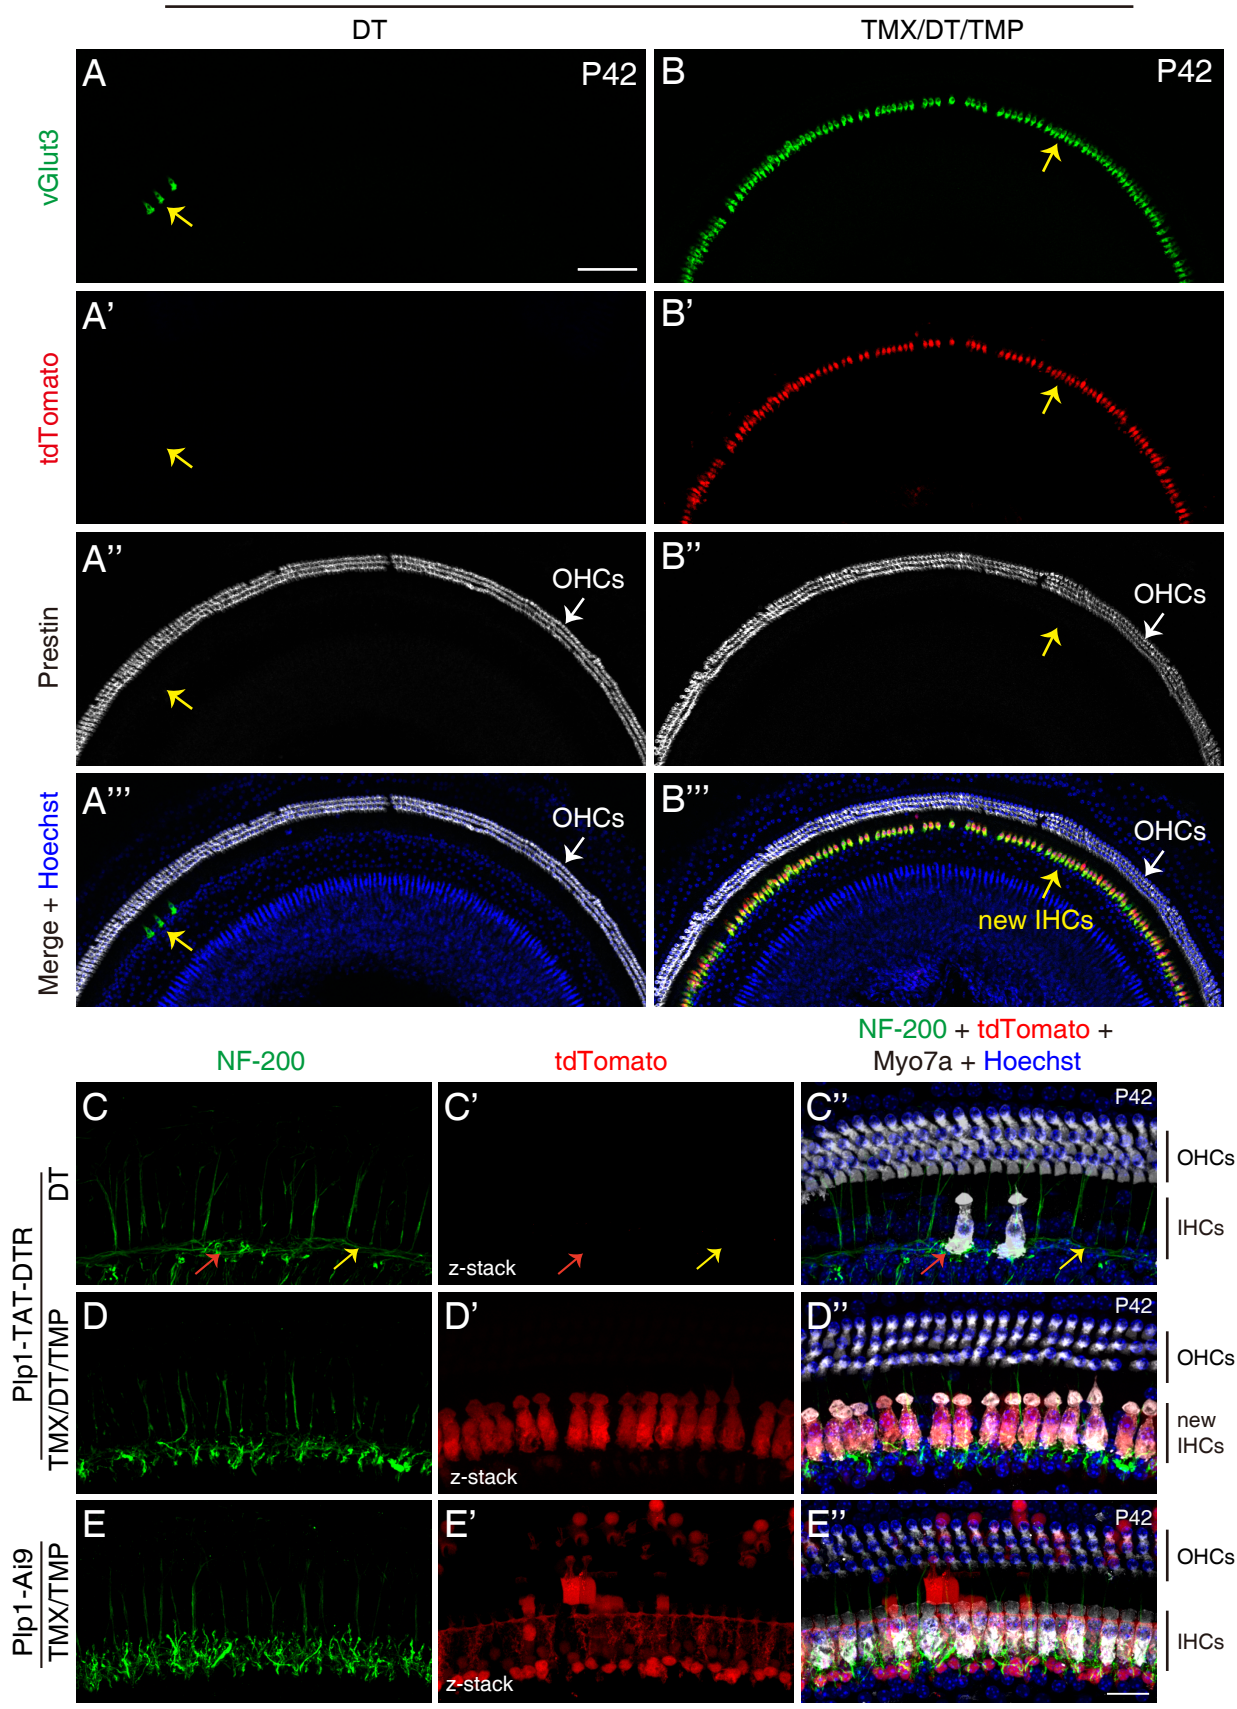 DT
TMX/DT/TMP
A
P42
B
P42
vGlut3
A'
B'
tdTomato
A''
OHCs
B''
OHCs
Prestin
A'''
OHCs
B'''
OHCs
new IHCs
Merge + Hoechst
NF-200
tdTomato
NF-200 + tdTomato +
Myo7a + Hoechst
Plp1-TAT-DTR
DT
C
C'
z-stack
C''
P42
OHCs
IHCs
TMX/DT/TMP
D
D'
z-stack
D''
P42
OHCs
new
IHCs
Plp1-Ai9
TMX/TMP
E
E'
z-stack
E''
P42
OHCs
IHCs